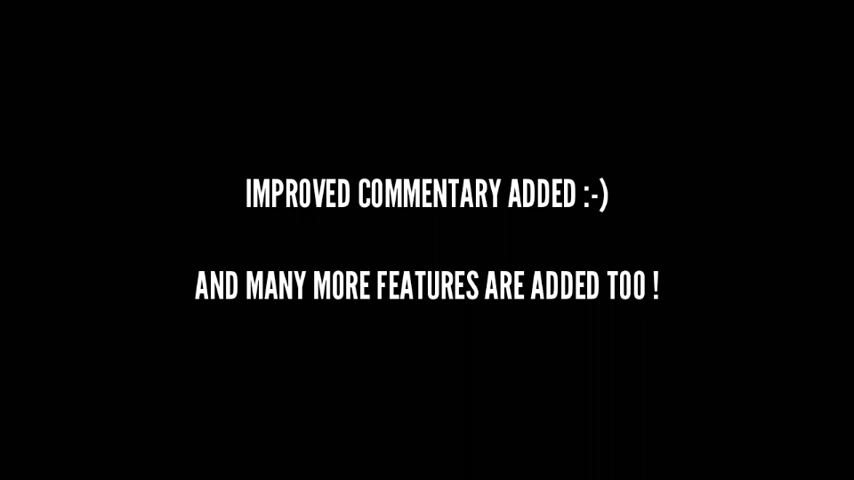 IMPROVED COMMENTARY ADDED :-)
AND MANY MORE FEATURES ARE ADDED TOO !